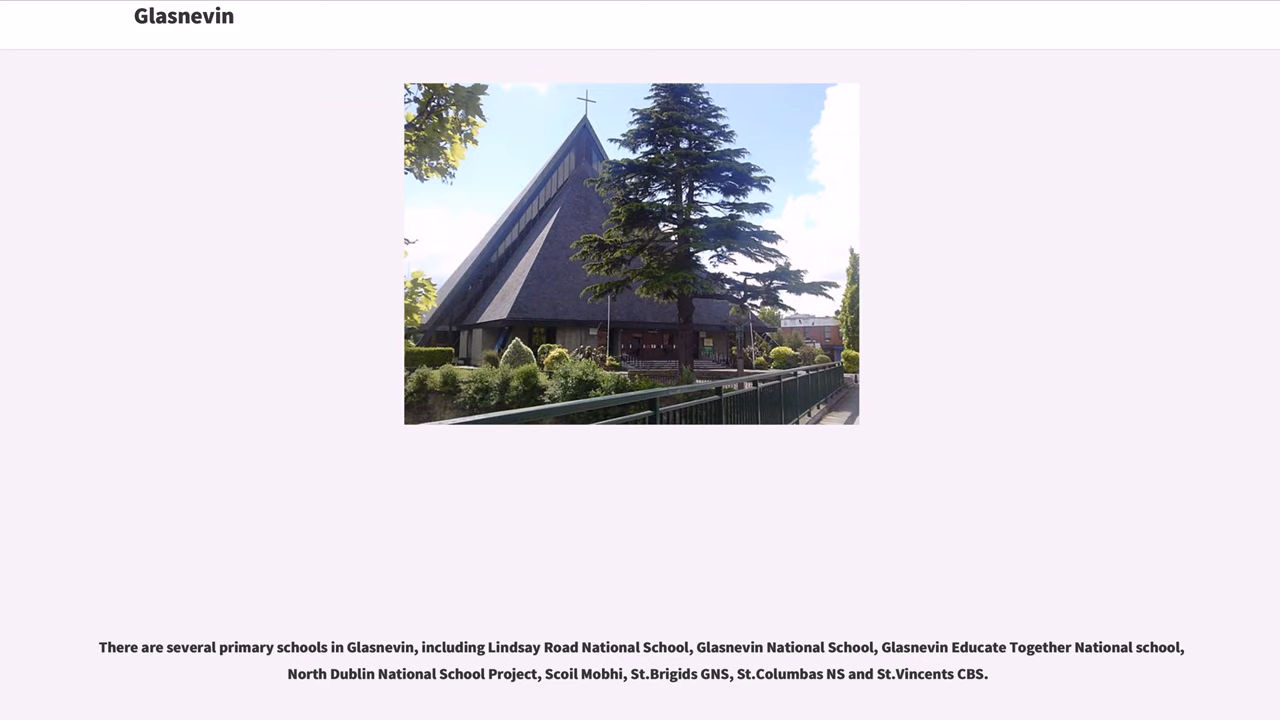 Glasnevin
There are several primary schools in Glasnevin, including Lindsay Road National School, Glasnevin National School, Glasnevin Educate Together National school,
North Dublin National School Project, Scoil Mobhi, St.Brigids GNS, St.Columbas NS and St.Vincents CBS.